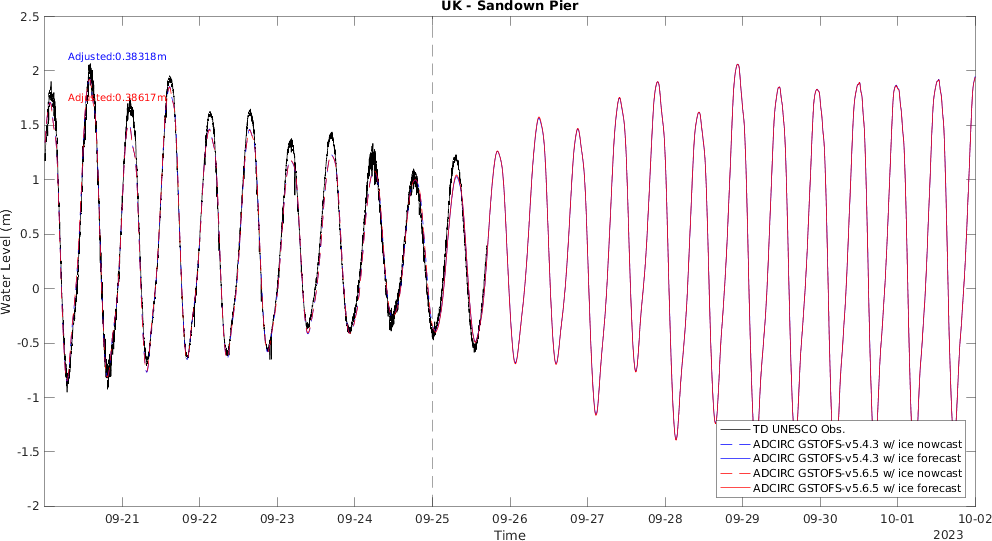 UK - Sandown Pier
Adjusted:0.38318m
Adjusted:0.38617m
2.5
2
1.5
1
0.5
0
-0.5
-1
-1.5
-2
Water Level (m)
TD UNESCO Obs.
ADCIRC GSTOFS-v5.4.3 w/ ice nowcast
ADCIRC GSTOFS-v5.4.3 w/ ice forecast
ADCIRC GSTOFS-v5.6.5 w/ ice nowcast
ADCIRC GSTOFS-v5.6.5 w/ ice forecast
09-21 09-22 09-23 09-24 09-25 09-26 09-27 09-28 09-29 09-30 10-01 10-02
Time
2023